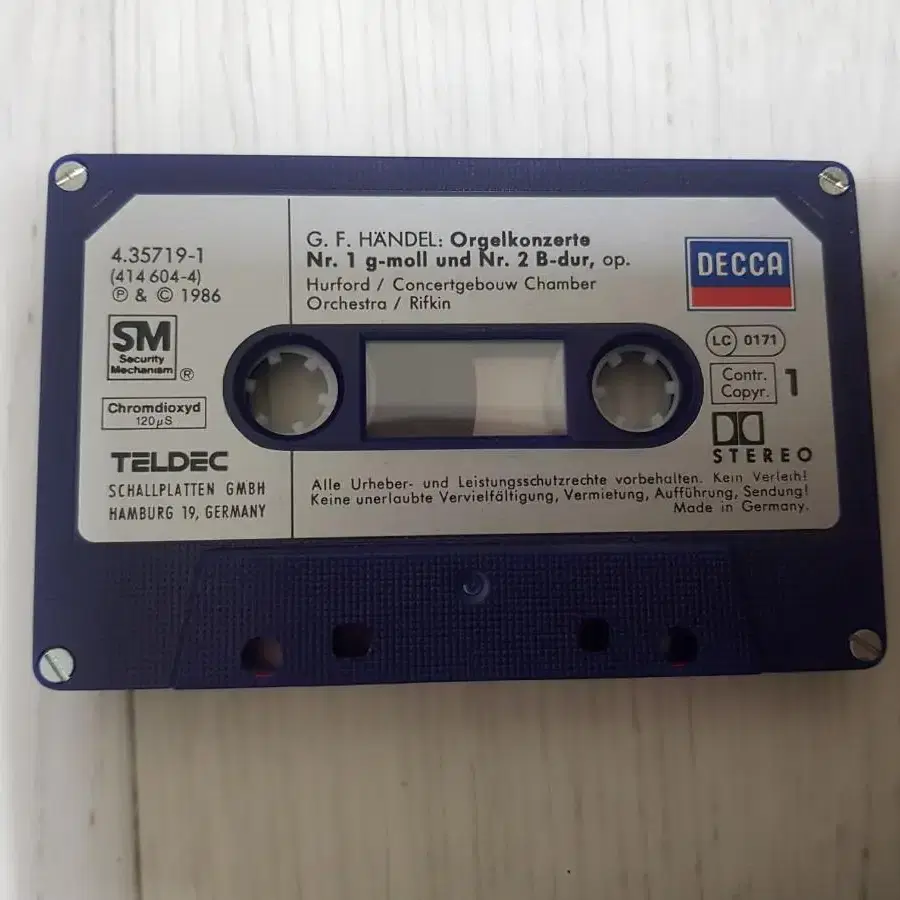 4.35719-1
(414 604-4)
Ⓟ & © 1986
SM
Security
Mechanism ®
Chromdioxyd
120µS
TELDEC
SCHALLPLATTEN GMBH
HAMBURG 19, GERMANY
G. F. HÄNDEL: Orgelkonzerte
Nr. 1 g-moll und Nr. 2 B-dur, op.
Hurford / Concertgebouw Chamber
Orchestra / Rifkin
DECCA
LC 0171
Contr.
Copyr.
1
STEREO
Alle Urheber- und Leistungsschutzrechte vorbehalten. Kein Verleih!
Keine unerlaubte Vervielfältigung, Vermietung, Aufführung, Sendung!
Made in Germany.